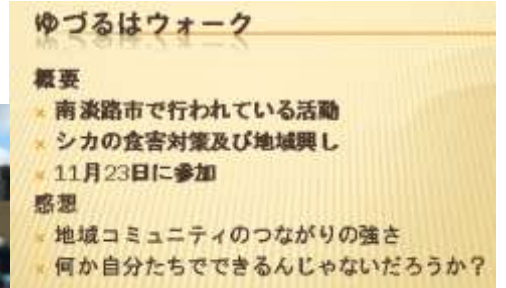 ゆづるはウォーク
概要
南淡路市で行われている活動
シカの食害対策及び地域興し
11月23日に参加
感想
地域コミュニティのつながりの強さ
何か自分たちでできるんじゃないだろうか？